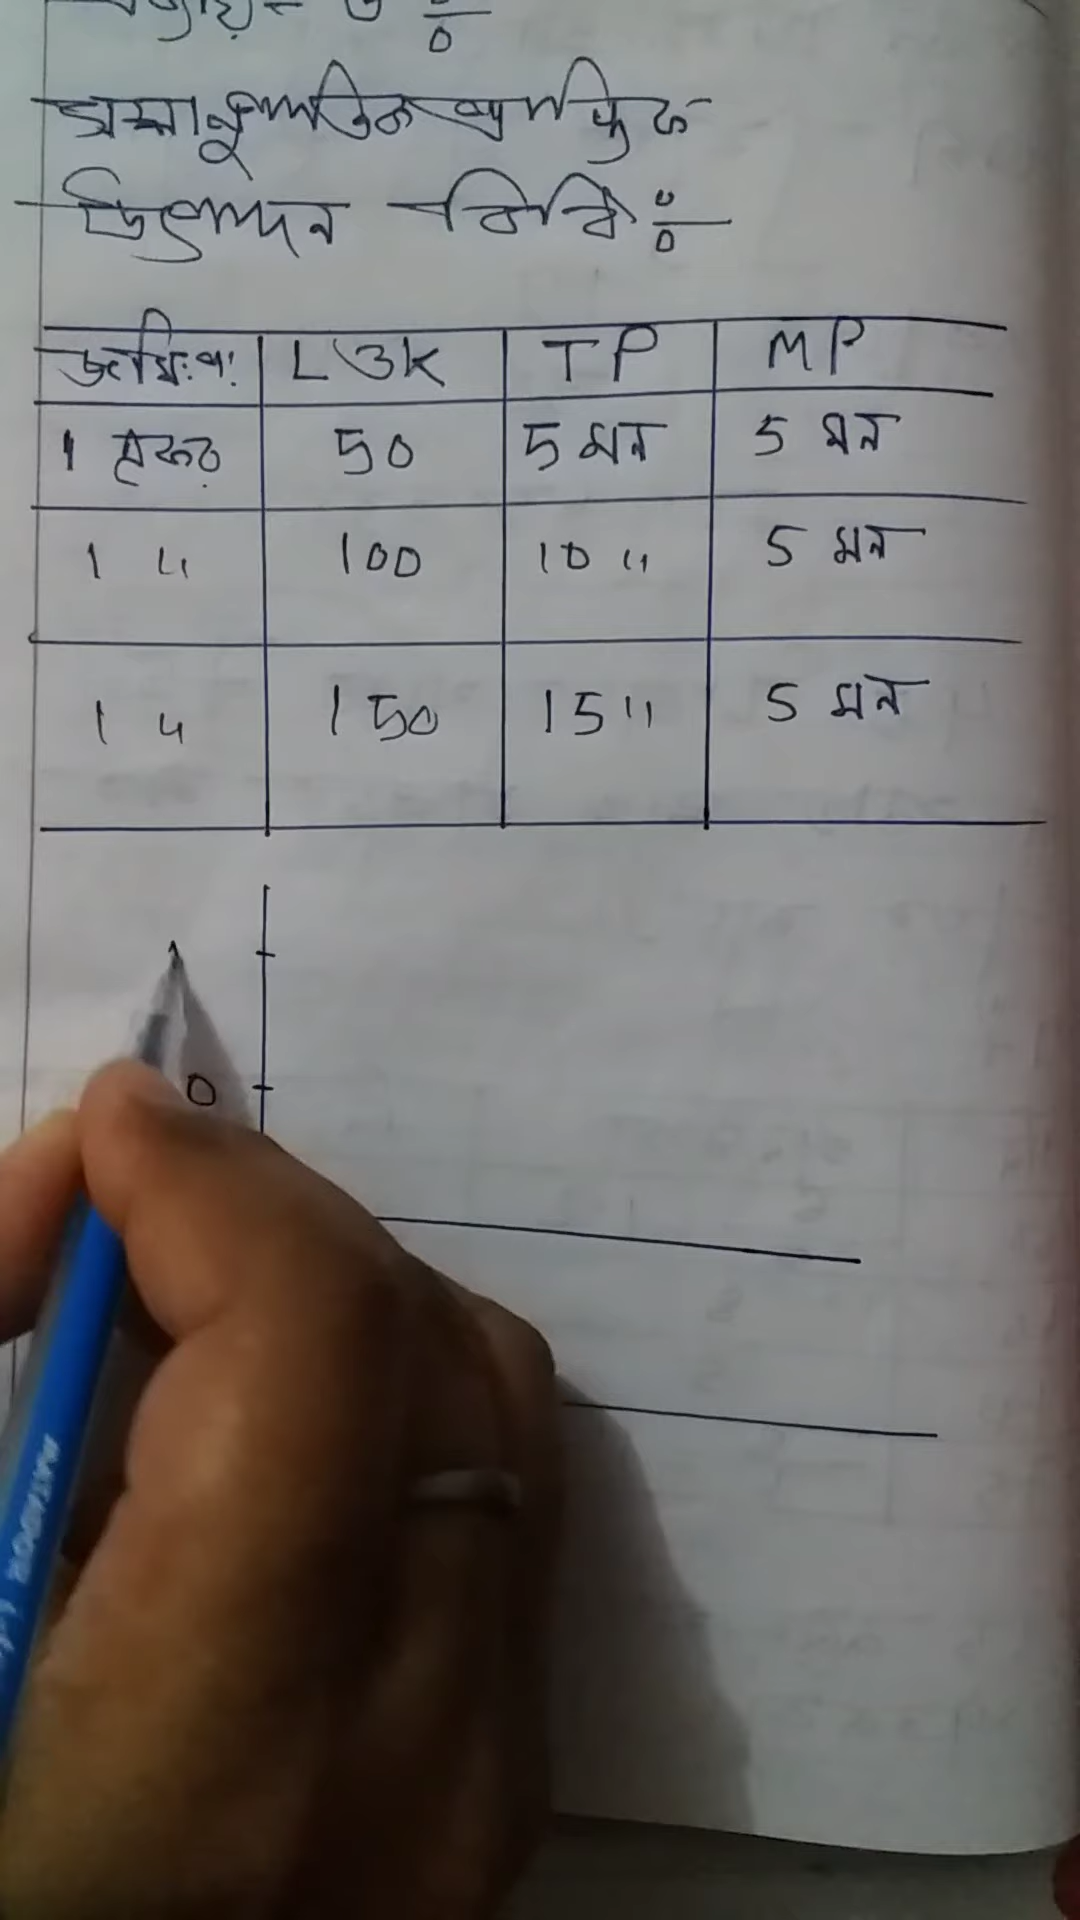 সমানুপাতিক প্রান্তিক
উৎপাদন বিধিঃ
জমি:প: L ও K TP MP
1 একর 50 5 মন 5 মন
1 " 100 10 " 5 মন
1 " 150 15 " 5 মন
0